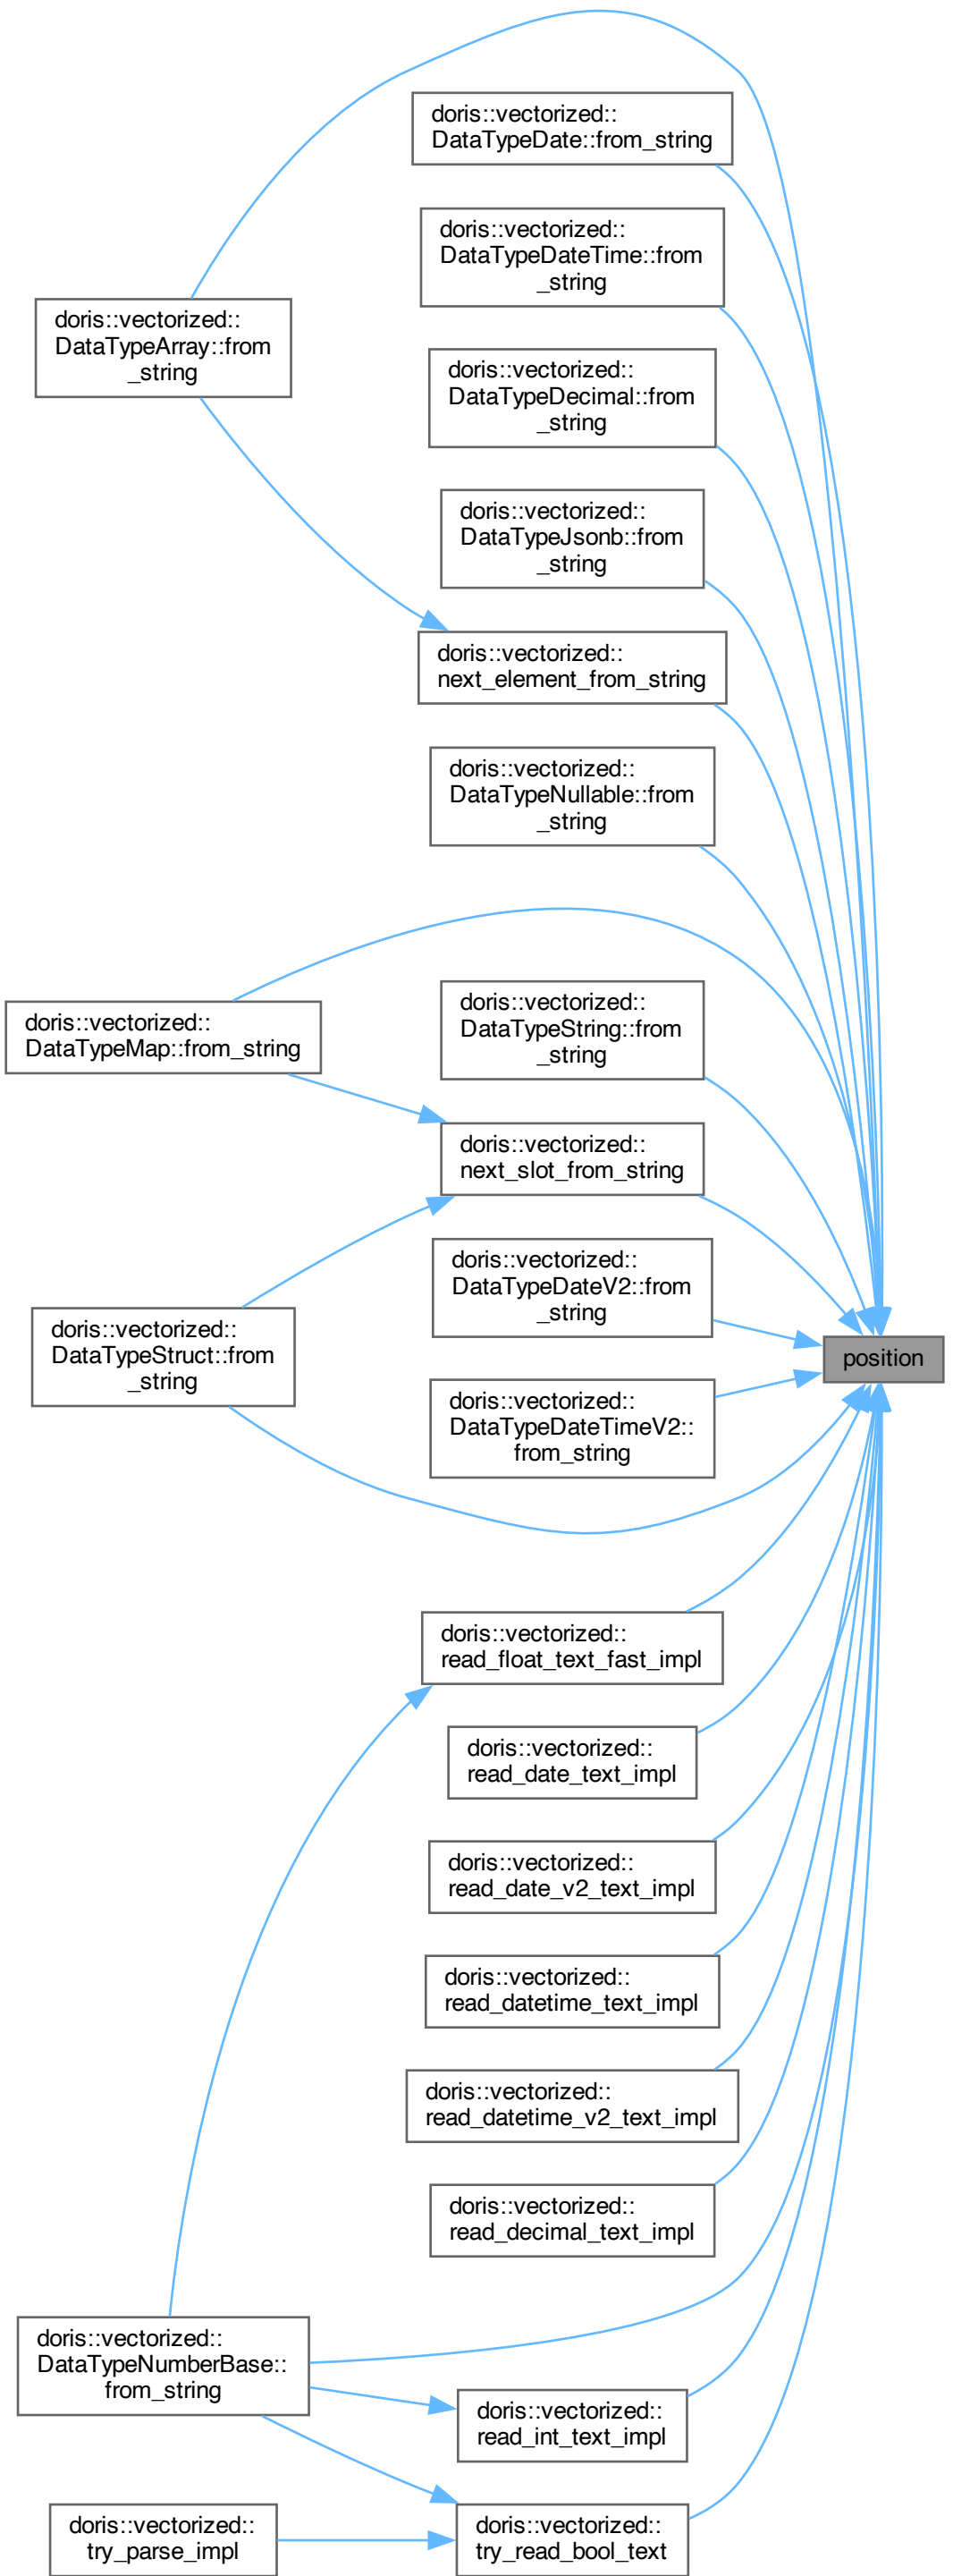 doris::vectorized::
DataTypeDate::from_string
doris::vectorized::
DataTypeDateTime::from
_string
doris::vectorized::
DataTypeArray::from
_string
doris::vectorized::
DataTypeDecimal::from
_string
doris::vectorized::
DataTypeJsonb::from
_string
doris::vectorized::
next_element_from_string
doris::vectorized::
DataTypeNullable::from
_string
doris::vectorized::
DataTypeString::from
_string
doris::vectorized::
DataTypeMap::from_string
doris::vectorized::
next_slot_from_string
doris::vectorized::
DataTypeDateV2::from
_string
doris::vectorized::
DataTypeStruct::from
_string
position
doris::vectorized::
DataTypeDateTimeV2::
from_string
doris::vectorized::
read_float_text_fast_impl
doris::vectorized::
read_date_text_impl
doris::vectorized::
read_date_v2_text_impl
doris::vectorized::
read_datetime_text_impl
doris::vectorized::
read_datetime_v2_text_impl
doris::vectorized::
read_decimal_text_impl
doris::vectorized::
DataTypeNumberBase::
from_string
doris::vectorized::
read_int_text_impl
doris::vectorized::
try_parse_impl
doris::vectorized::
try_read_bool_text